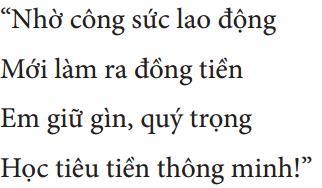 “Nhờ công sức lao động
Mới làm ra đồng tiền
Em giữ gìn, quý trọng
Học tiêu tiền thông minh!”